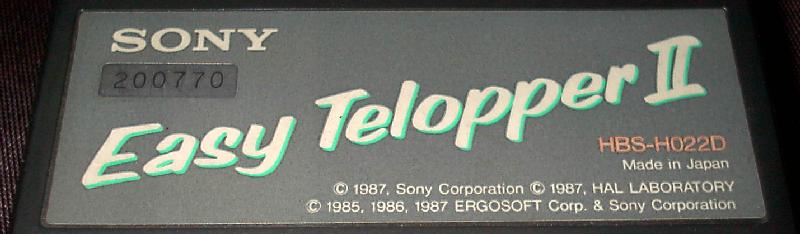 SONY
200770
Easy Telopper II
HBS-H022D
Made in Japan
© 1987, Sony Corporation © 1987, HAL LABORATORY
© 1985, 1986, 1987 ERGOSOFT Corp. & Sony Corporation